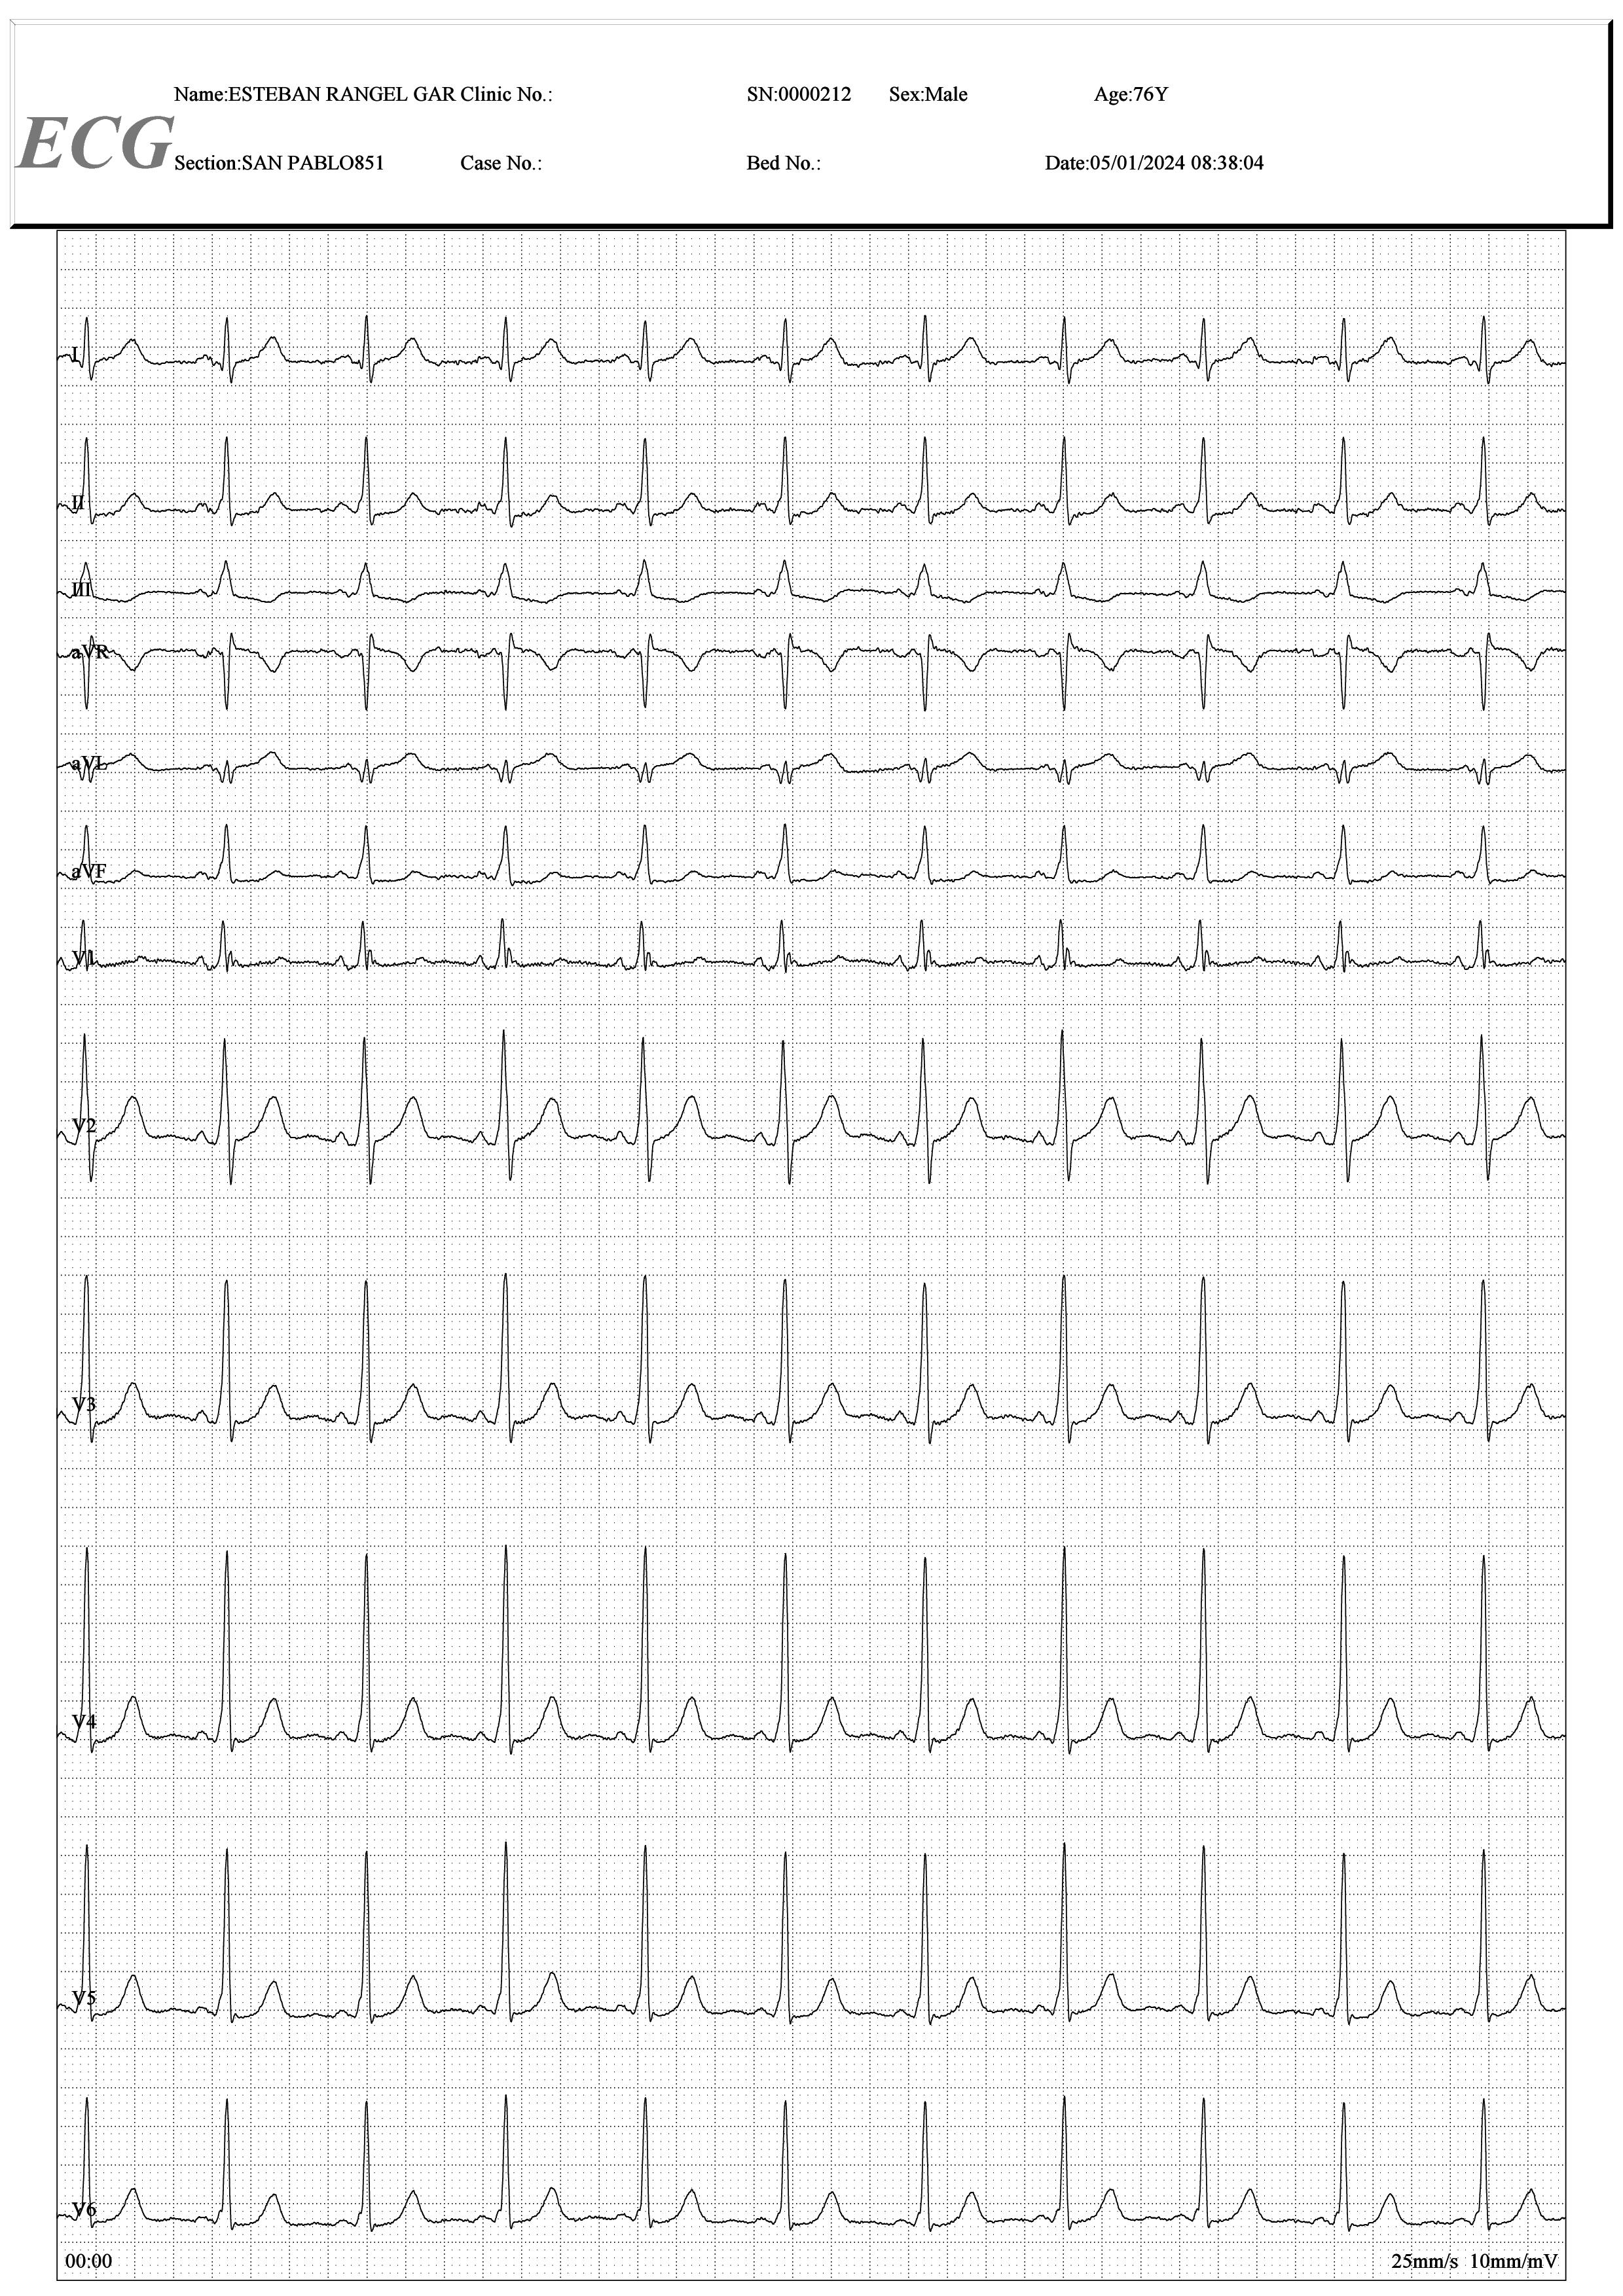 Name:ESTEBAN RANGEL GAR Clinic No.: SN:0000212 Sex:Male Age:76Y
ECG
Section:SAN PABLO851 Case No.: Bed No.: Date:05/01/2024 08:38:04
I
II
III
aVR
aVL
aVF
V1
V2
V3
V4
V5
V6
00:00 25mm/s 10mm/mV